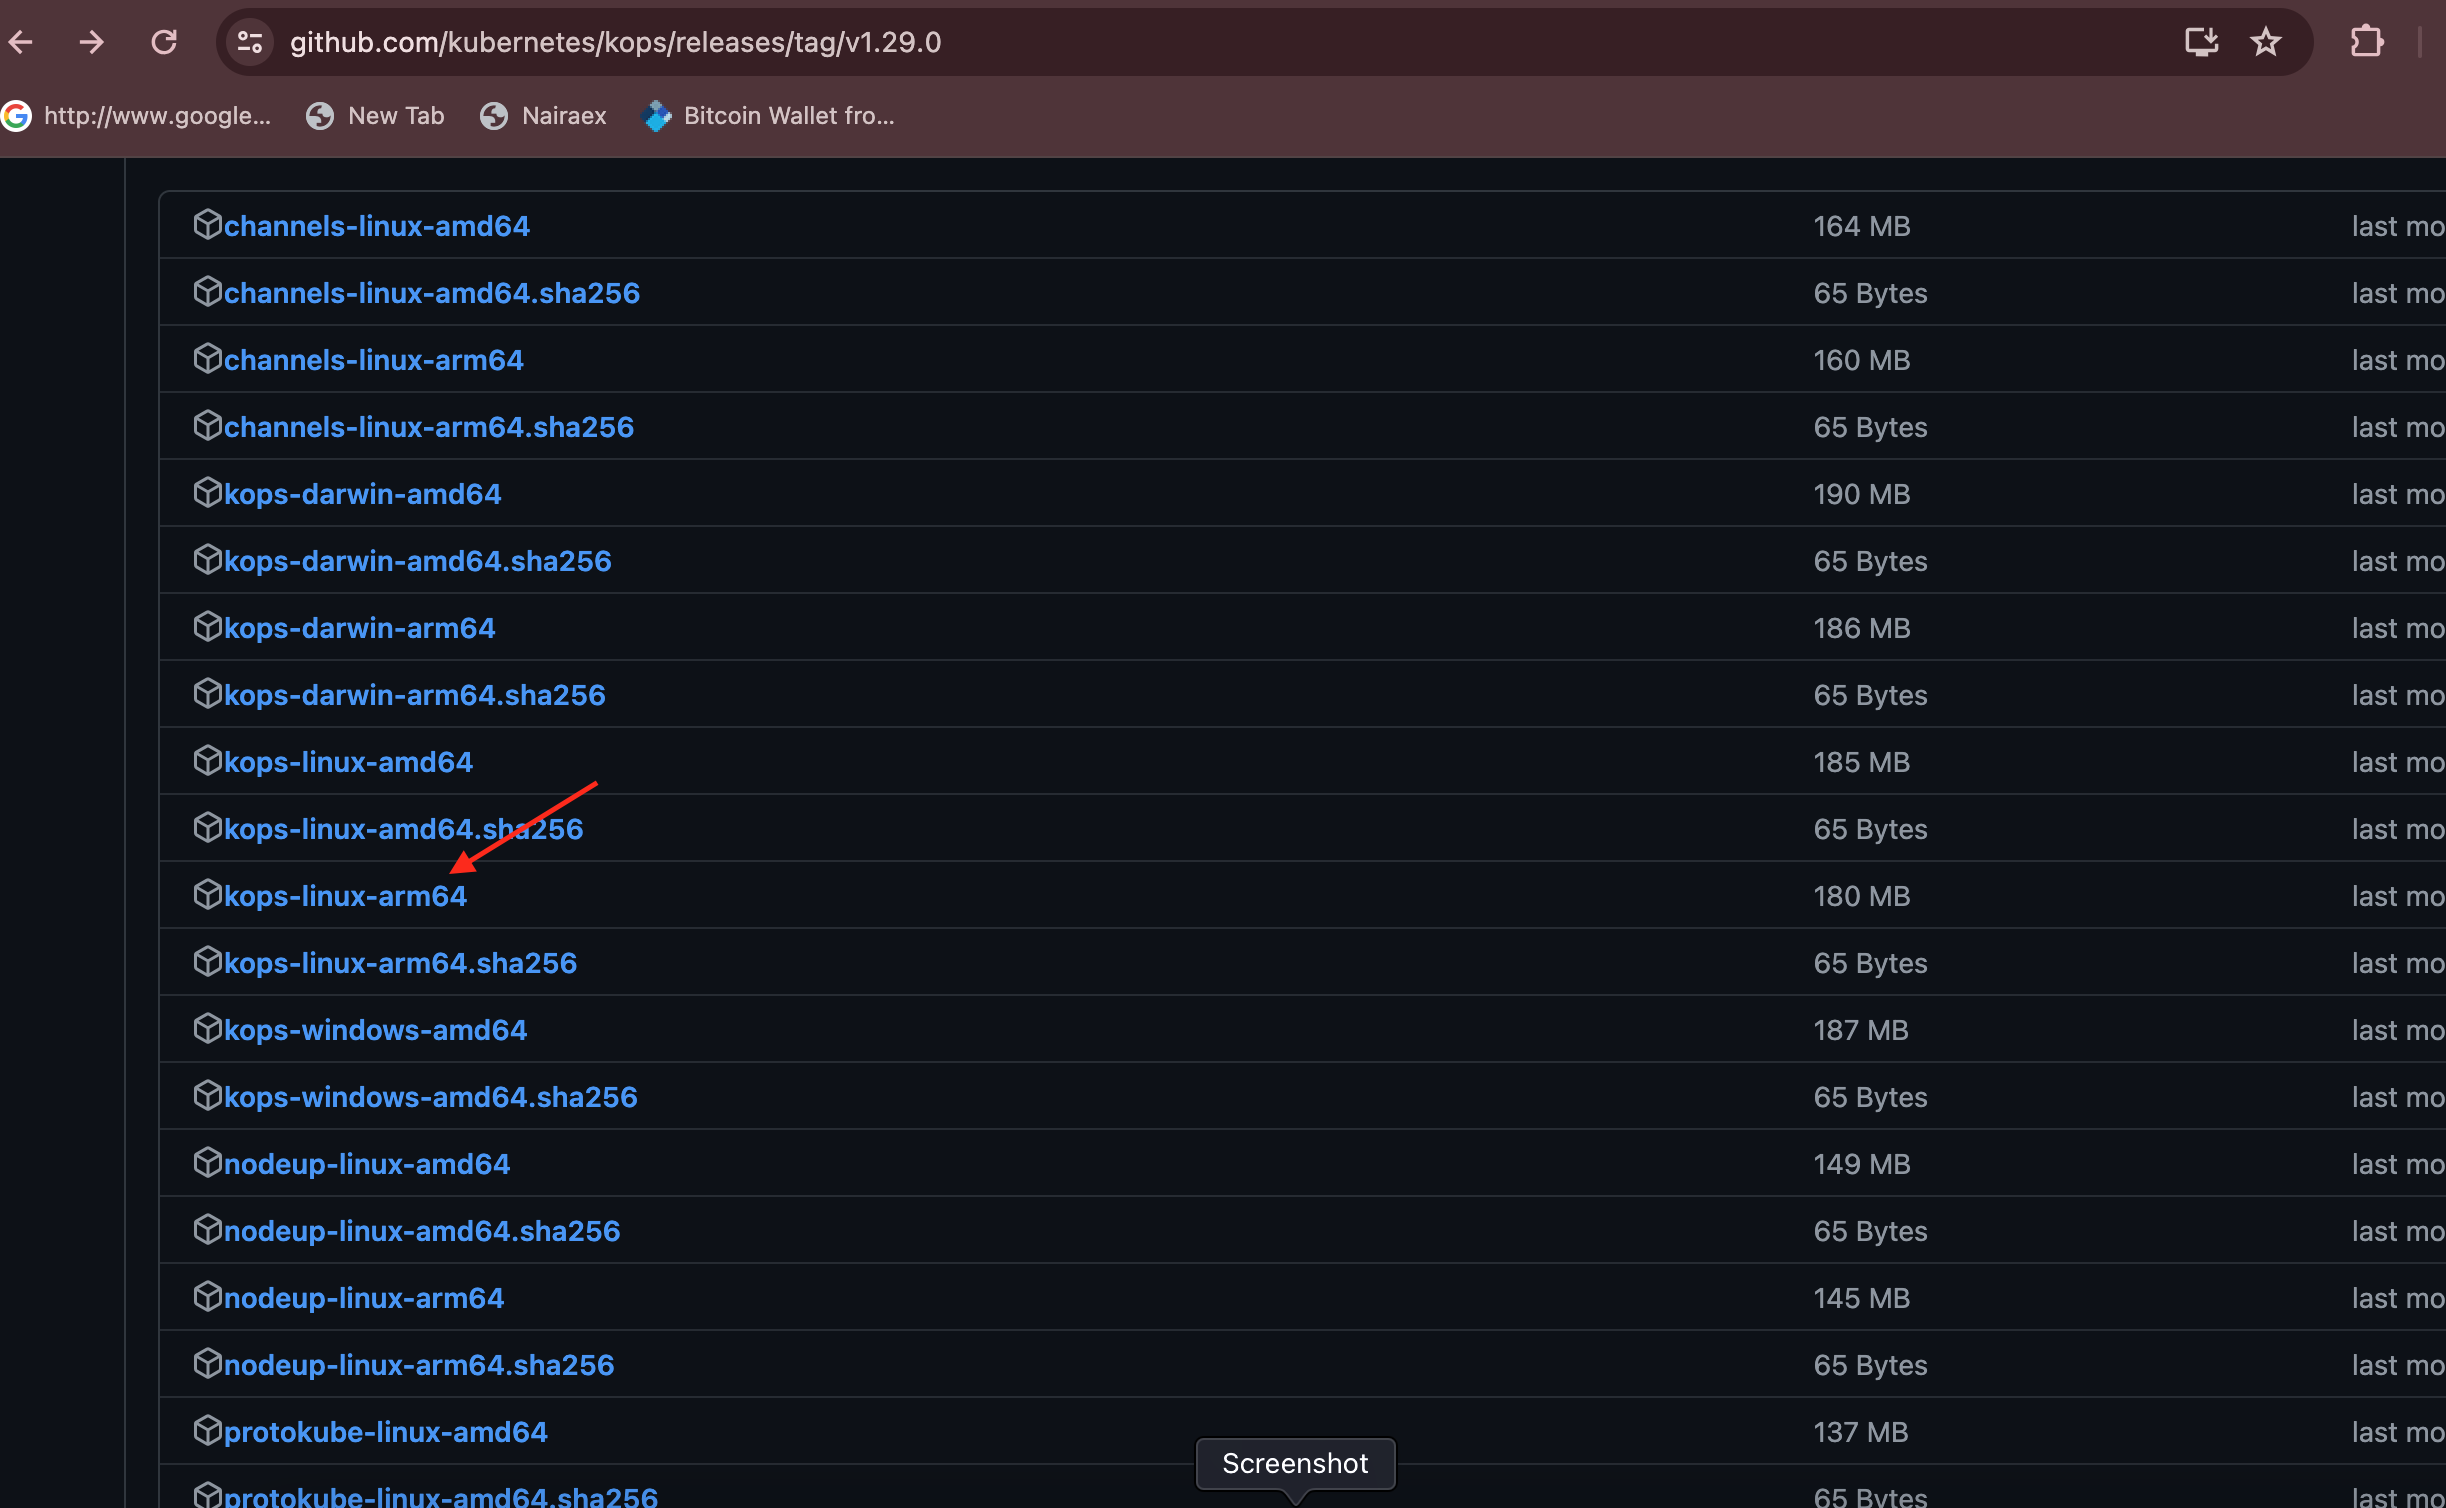 github.com/kubernetes/kops/releases/tag/v1.29.0
http://www.google... New Tab Nairaex Bitcoin Wallet fro...
channels-linux-amd64 164 MB last mo
channels-linux-amd64.sha256 65 Bytes last mo
channels-linux-arm64 160 MB last mo
channels-linux-arm64.sha256 65 Bytes last mo
kops-darwin-amd64 190 MB last mo
kops-darwin-amd64.sha256 65 Bytes last mo
kops-darwin-arm64 186 MB last mo
kops-darwin-arm64.sha256 65 Bytes last mo
kops-linux-amd64 185 MB last mo
kops-linux-amd64.sha256 65 Bytes last mo
kops-linux-arm64 180 MB last mo
kops-linux-arm64.sha256 65 Bytes last mo
kops-windows-amd64 187 MB last mo
kops-windows-amd64.sha256 65 Bytes last mo
nodeup-linux-amd64 149 MB last mo
nodeup-linux-amd64.sha256 65 Bytes last mo
nodeup-linux-arm64 145 MB last mo
nodeup-linux-arm64.sha256 65 Bytes last mo
protokube-linux-amd64 137 MB last mo
Screenshot
protokube-linux-amd64.sha256 65 Bytes last mo